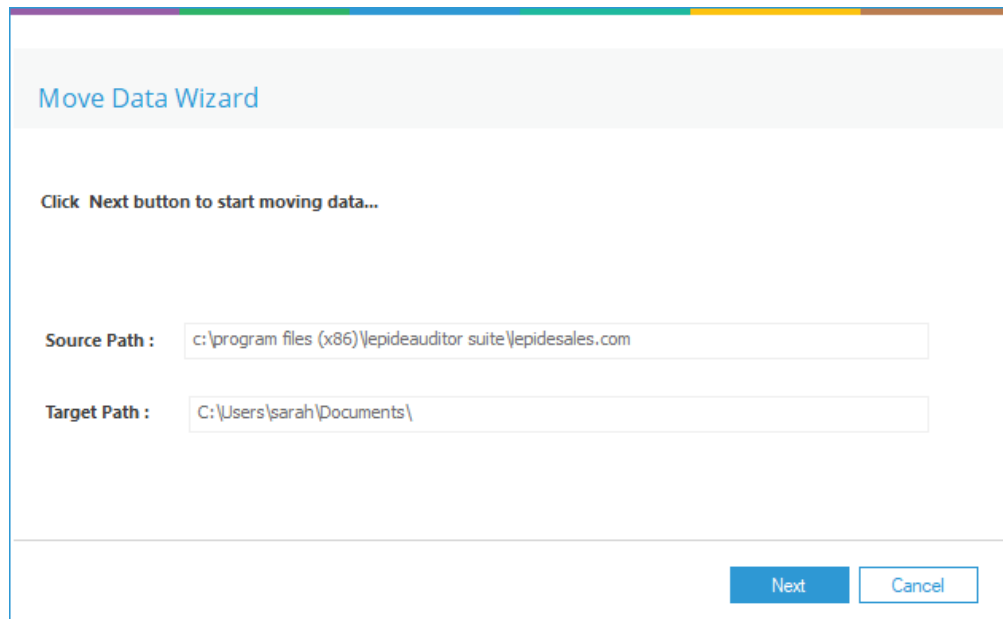 Move Data Wizard
Click Next button to start moving data...
Source Path : c:\program files (x86)\lepideauditor suite\lepidesales.com
Target Path : C:\Users\sarah\Documents\
Next Cancel